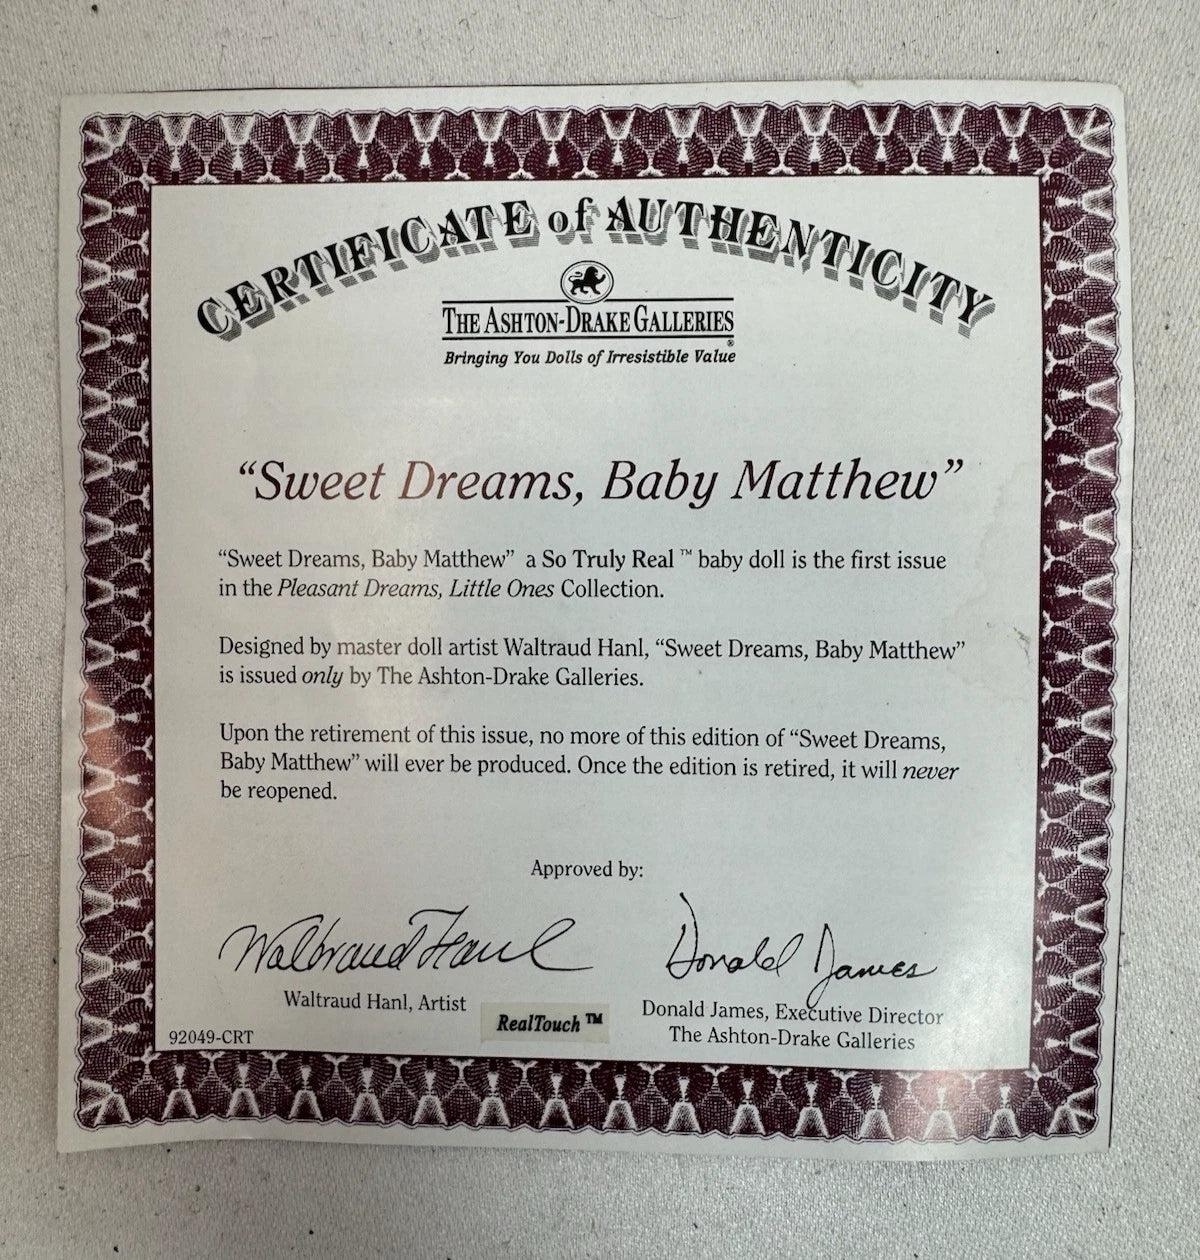 CERTIFICATE of AUTHENTICITY
THE ASHTON-DRAKE GALLERIES®
Bringing You Dolls of Irresistible Value
“Sweet Dreams, Baby Matthew”
“Sweet Dreams, Baby Matthew” a So Truly Real™ baby doll is the first issue
in the Pleasant Dreams, Little Ones Collection.
Designed by master doll artist Waltraud Hanl, “Sweet Dreams, Baby Matthew”
is issued only by The Ashton-Drake Galleries.
Upon the retirement of this issue, no more of this edition of “Sweet Dreams,
Baby Matthew” will ever be produced. Once the edition is retired, it will never
be reopened.
Approved by:
Waltraud Hanl
Donald James
Waltraud Hanl, Artist
Donald James, Executive Director
The Ashton-Drake Galleries
RealTouch™
92049-CRT